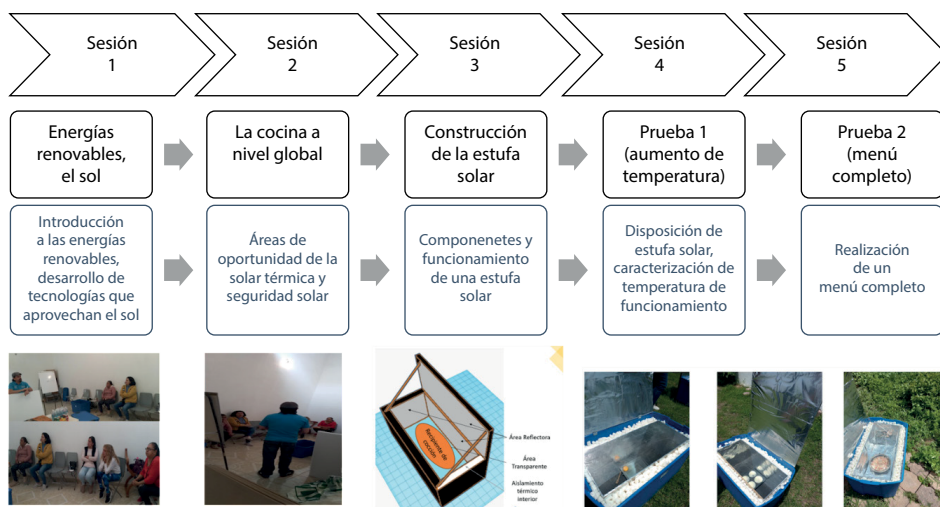 Sesión
1
Sesión
2
Sesión
3
Sesión
4
Sesión
5
Energías
renovables,
el sol
La cocina a
nivel global
Construcción
de la estufa
solar
Prueba 1
(aumento de
temperatura)
Prueba 2
(menú
completo)
Introducción
a las energías
renovables,
desarrollo de
tecnologías que
aprovechan el sol
Áreas de
oportunidad de la
solar térmica y
seguridad solar
Componenetes y
funcionamiento
de una estufa
solar
Disposición de
estufa solar,
caracterización de
temperatura de
funcionamiento
Realización
de un
menú completo
Recipiente de
cocción
Área Reflectora
Área
Transparente
Aislamiento
térmica
interior